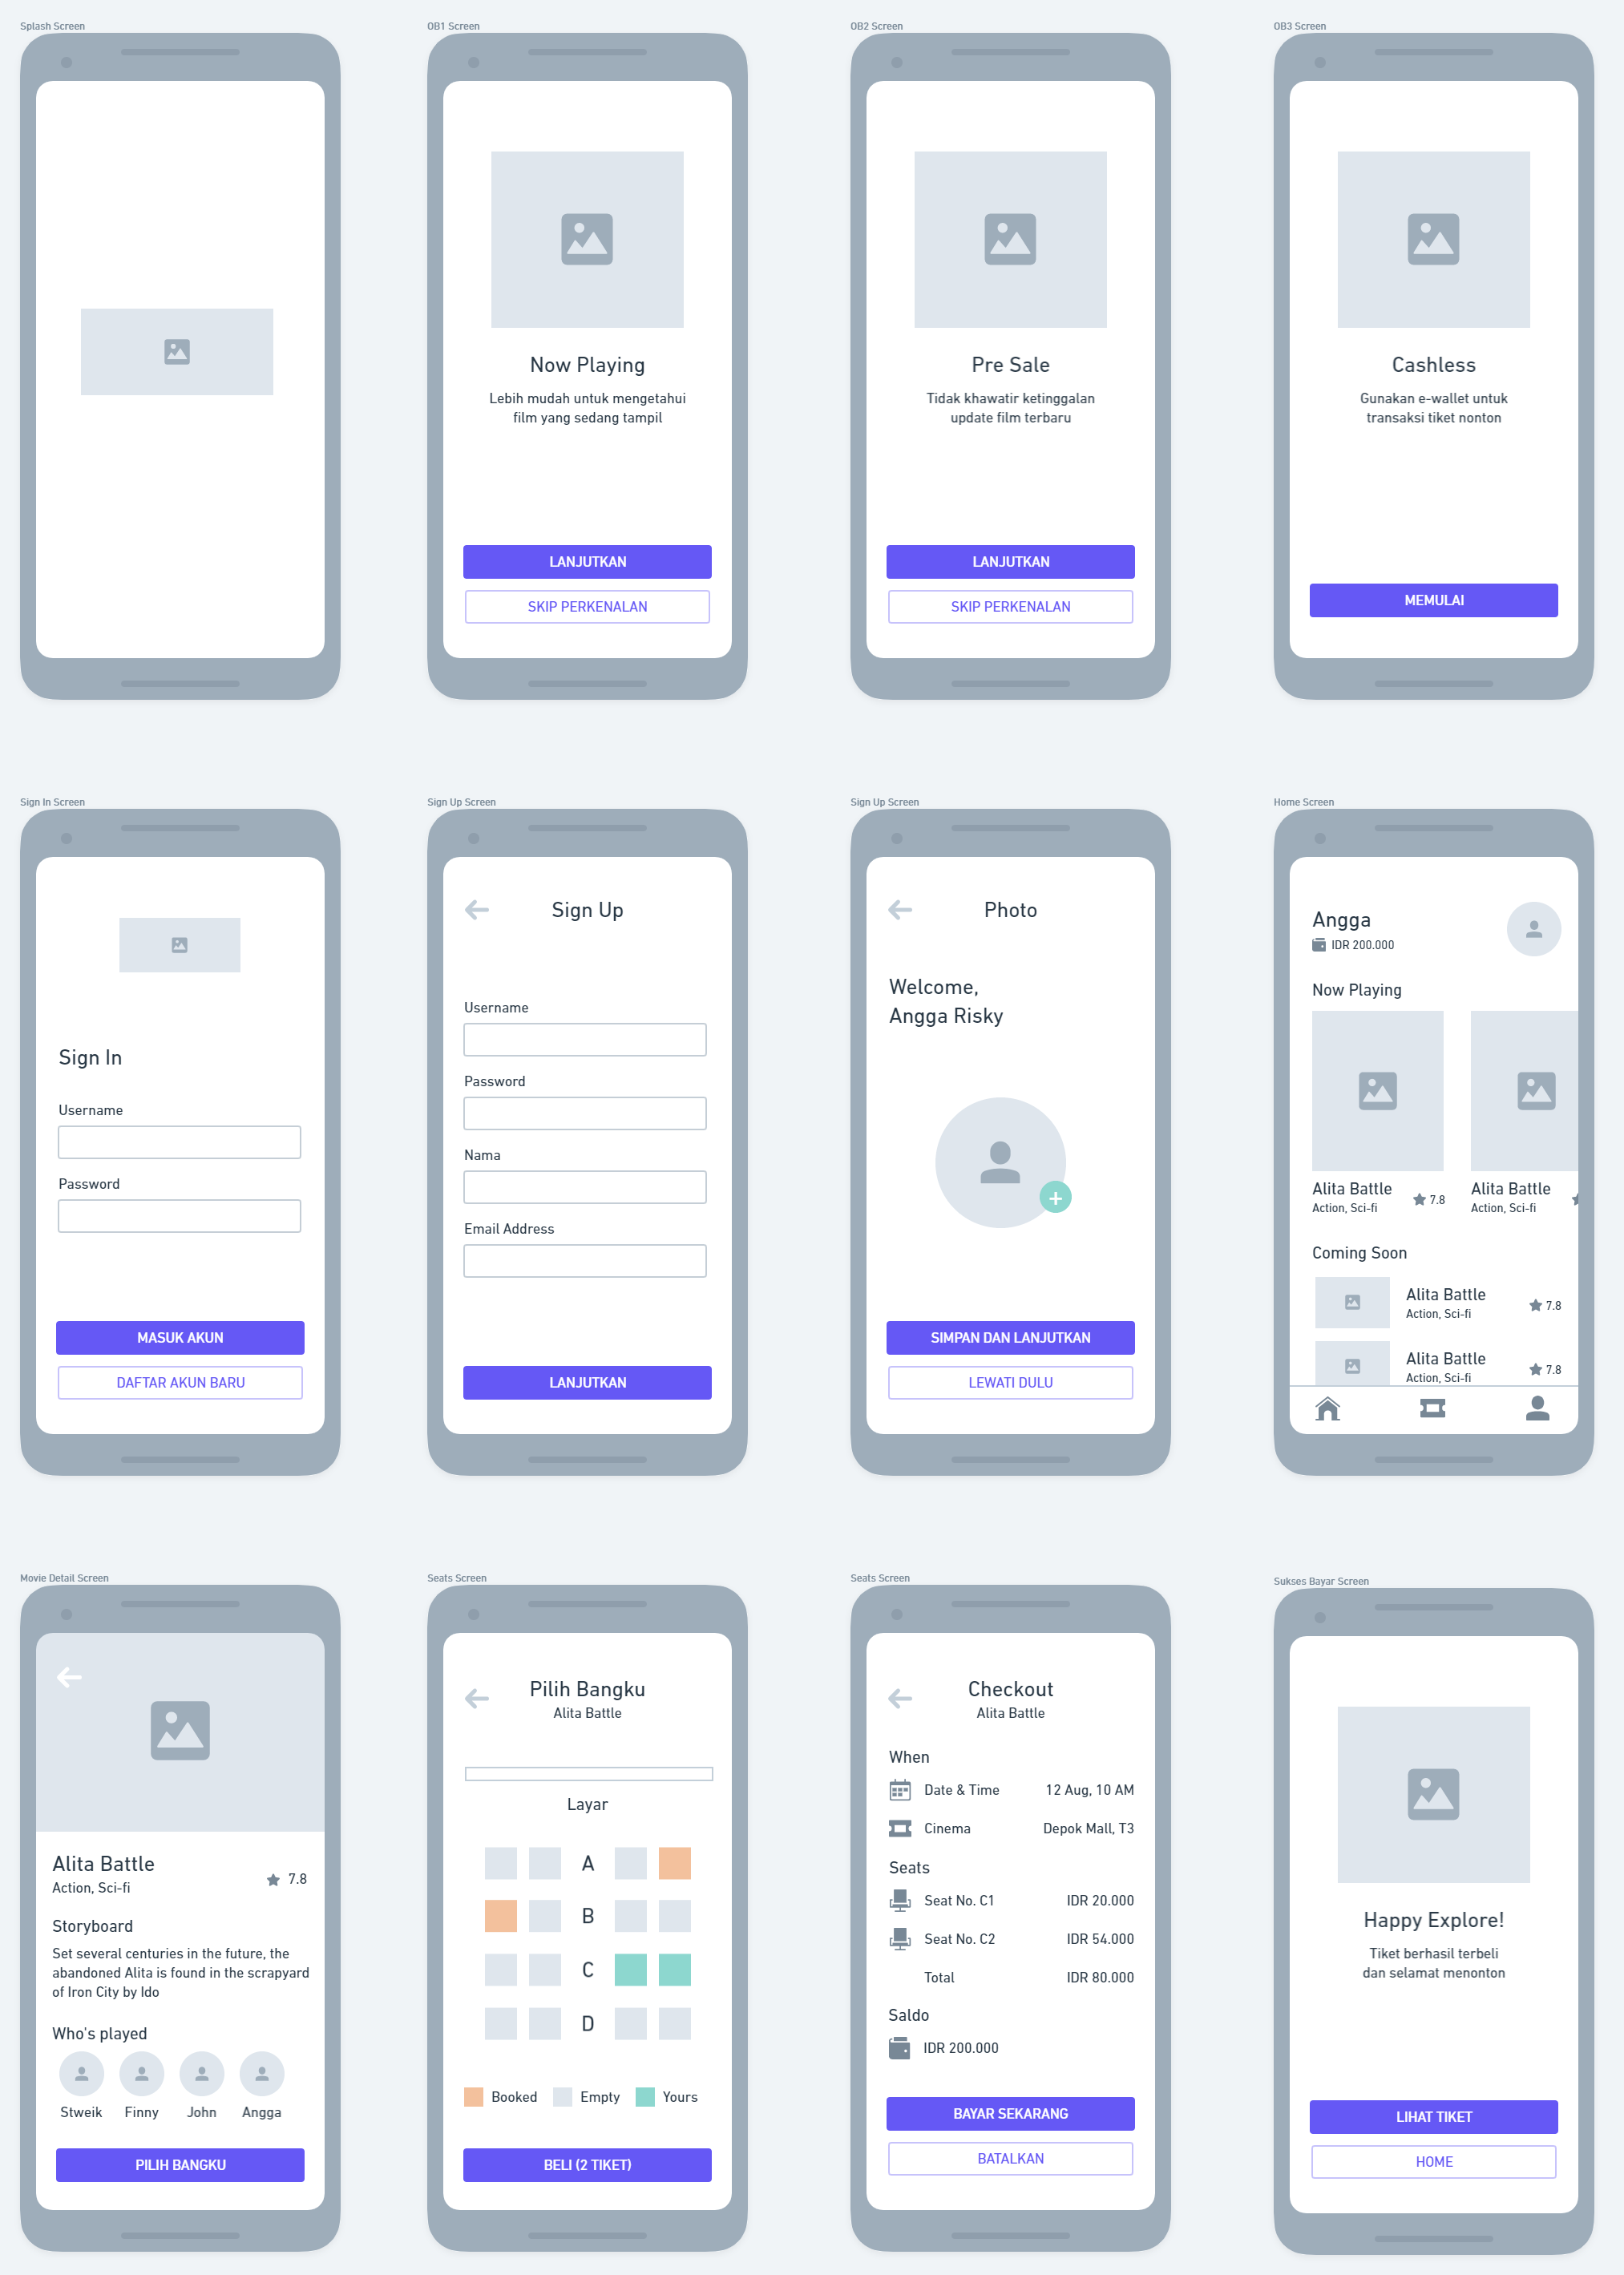 Splash Screen
OB1 Screen
Now Playing
Lebih mudah untuk mengetahui
film yang sedang tampil
LANJUTKAN
SKIP PERKENALAN
OB2 Screen
Pre Sale
Tidak khawatir ketinggalan
update film terbaru
LANJUTKAN
SKIP PERKENALAN
OB3 Screen
Cashless
Gunakan e-wallet untuk
transaksi tiket nonton
MEMULAI
Sign In Screen
Sign In
Username
Password
MASUK AKUN
DAFTAR AKUN BARU
Sign Up Screen
Sign Up
Username
Password
Nama
Email Address
LANJUTKAN
Sign Up Screen
Photo
Welcome,
Angga Risky
SIMPAN DAN LANJUTKAN
LEWATI DULU
Home Screen
Angga
IDR 200.000
Now Playing
Alita Battle
Action, Sci-fi
7.8
Alita Battle
Action, Sci-fi
Coming Soon
Alita Battle
Action, Sci-fi
7.8
Alita Battle
Action, Sci-fi
7.8
Movie Detail Screen
Alita Battle
Action, Sci-fi
7.8
Storyboard
Set several centuries in the future, the
abandoned Alita is found in the scrapyard
of Iron City by Ido
Who's played
Stweik Finny John Angga
PILIH BANGKU
Seats Screen
Pilih Bangku
Alita Battle
Layar
A
B
C
D
Booked Empty Yours
BELI (2 TIKET)
Seats Screen
Checkout
Alita Battle
When
Date & Time 12 Aug, 10 AM
Cinema Depok Mall, T3
Seats
Seat No. C1 IDR 20.000
Seat No. C2 IDR 54.000
Total IDR 80.000
Saldo
IDR 200.000
BAYAR SEKARANG
BATALKAN
Sukses Bayar Screen
Happy Explore!
Tiket berhasil terbeli
dan selamat menonton
LIHAT TIKET
HOME